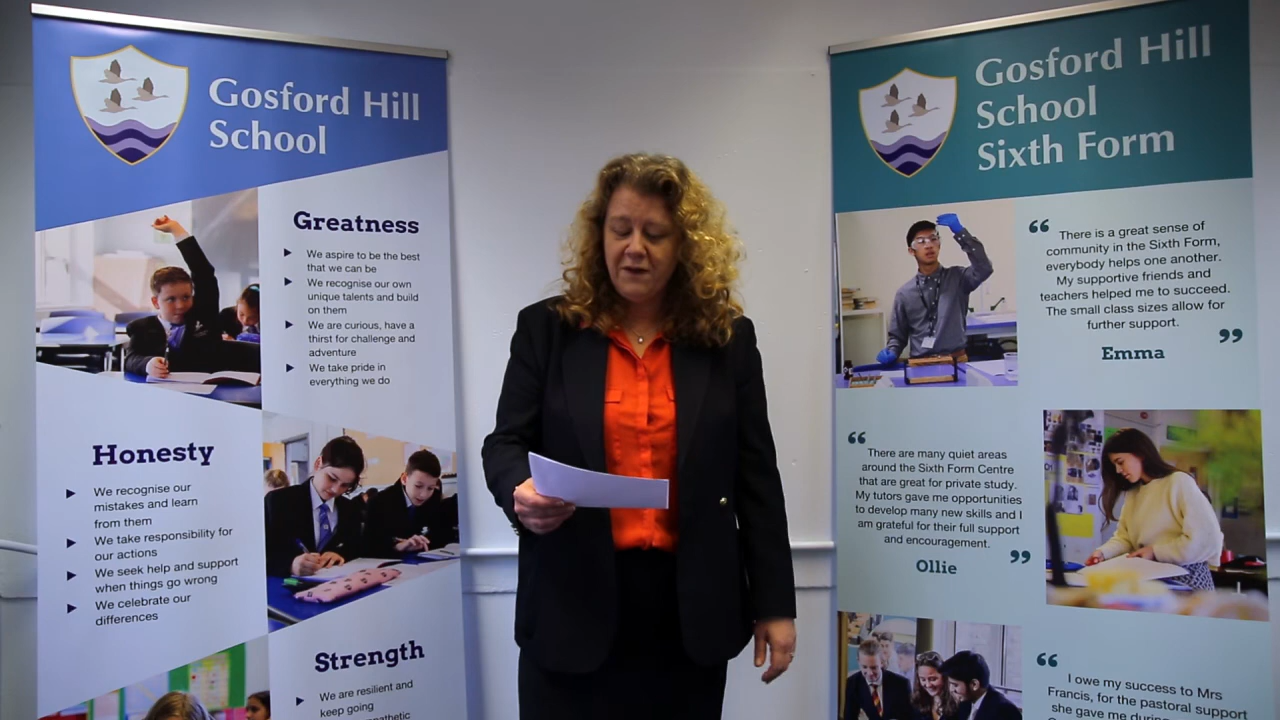 Gosford Hill
School
Greatness
We aspire to be the best
that we can be
We recognise our own
unique talents and build
on them
We are curious, have a
thirst for challenge and
adventure
We take pride in
everything we do
Honesty
We recognise our
mistakes and learn
from them
We take responsibility for
our actions
We seek help and support
when things go wrong
We celebrate our
differences
Strength
We are resilient and
keep going
Gosford Hill
School
Sixth Form
“ There is a great sense of
community in the Sixth Form,
everybody helps one another.
My supportive friends and
teachers helped me to succeed.
The small class sizes allow for
further support. ”
Emma
“ There are many quiet areas
around the Sixth Form Centre
that are great for private study.
My tutors gave me opportunities
to develop many new skills and I
am grateful for their full support
and encouragement. ”
Ollie
“ I owe my success to Mrs
Francis, for the pastoral support
she gave me during